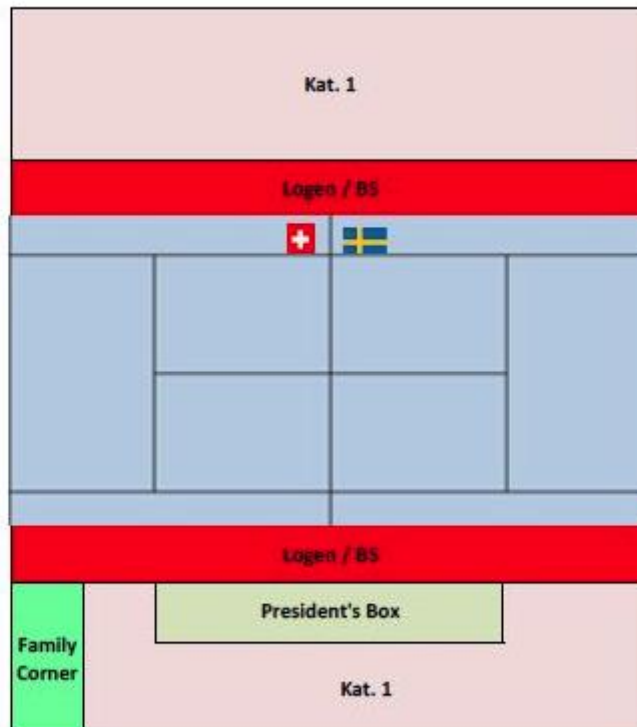 Kat. 1
Logen / BS
Logen / BS
President's Box
Family
Corner
Kat. 1